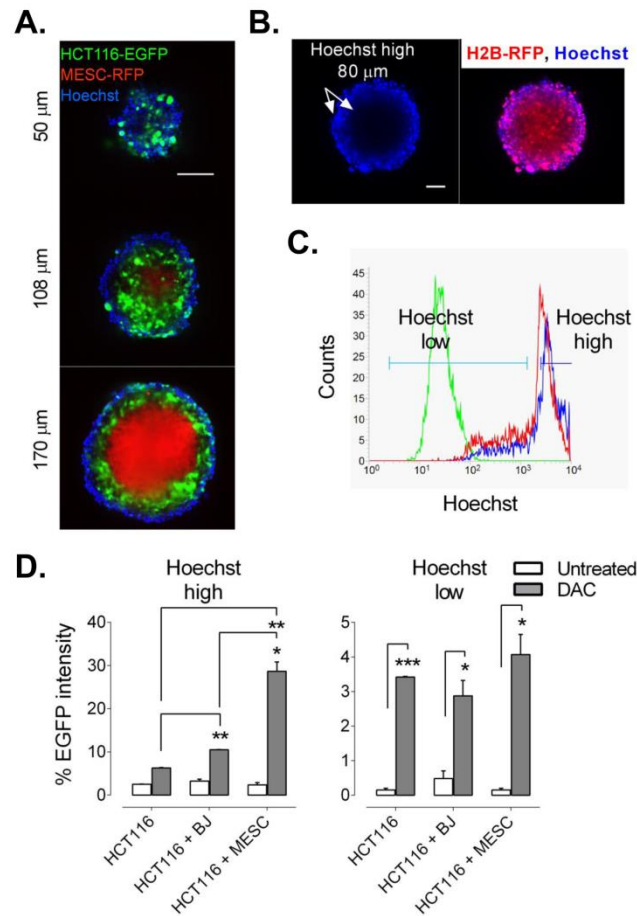 A.
HCT116-EGFP
MESC-RFP
Hoechst
50 µm
108 µm
170 µm
B.
Hoechst high
80 µm
H2B-RFP, Hoechst
C.
45
40
35
30
25
20
15
10
5
0
Counts
Hoechst low
Hoechst high
10⁰ 10¹ 10² 10³ 10⁴
Hoechst
D.
Hoechst high
Hoechst low
Untreated
DAC
% EGFP intensity
40
30
20
10
0
**
*
**
HCT116
HCT116 + BJ
HCT116 + MESC
5
4
3
2
1
0
***
*
*
HCT116
HCT116 + BJ
HCT116 + MESC